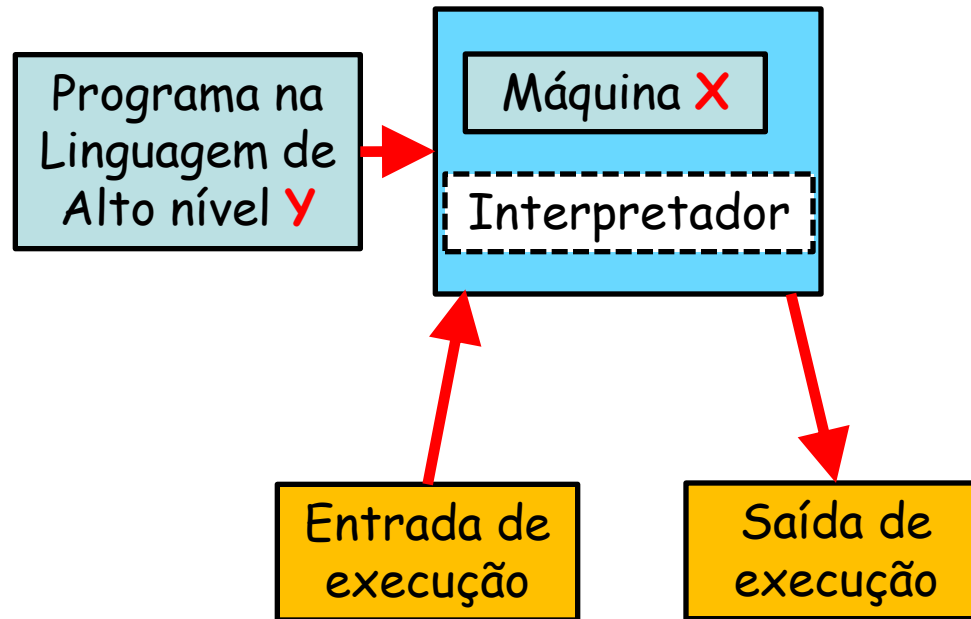 Programa na
Linguagem de
Alto nível Y
Máquina X
Interpretador
Entrada de
execução
Saída de
execução